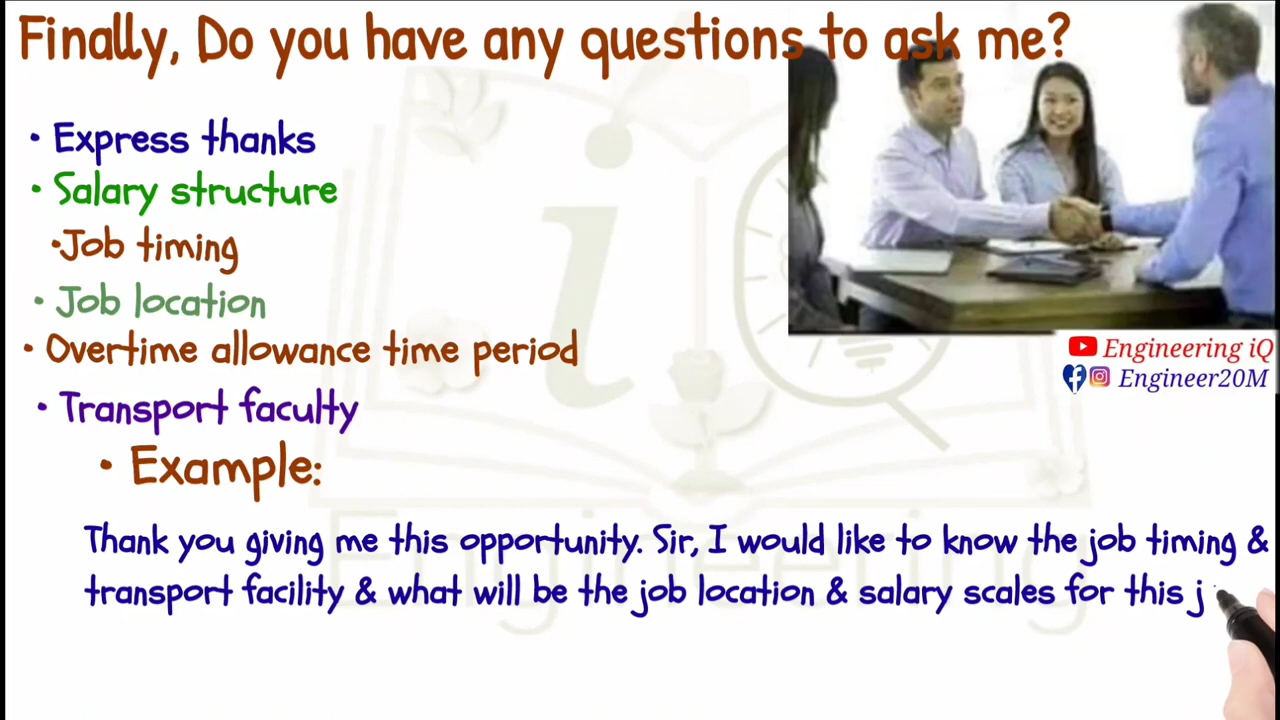 Finally, Do you have any questions to ask me?
• Express thanks
• Salary structure
•Job timing
• Job location
• Overtime allowance time period
• Transport faculty
Engineering iQ
Engineer20M
• Example:
Thank you giving me this opportunity. Sir, I would like to know the job timing &
transport facility & what will be the job location & salary scales for this j
i
Engineering